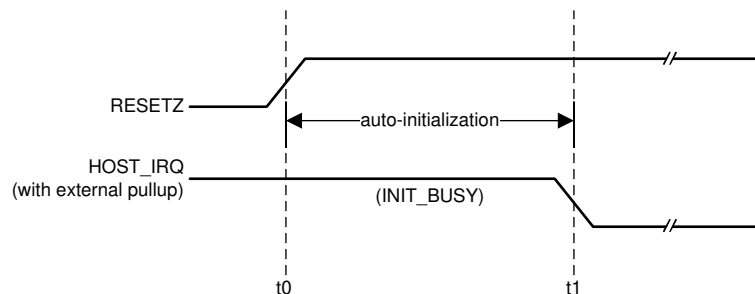 RESETZ
auto-initialization
HOST_IRQ
(with external pullup)
(INIT_BUSY)
t0
t1